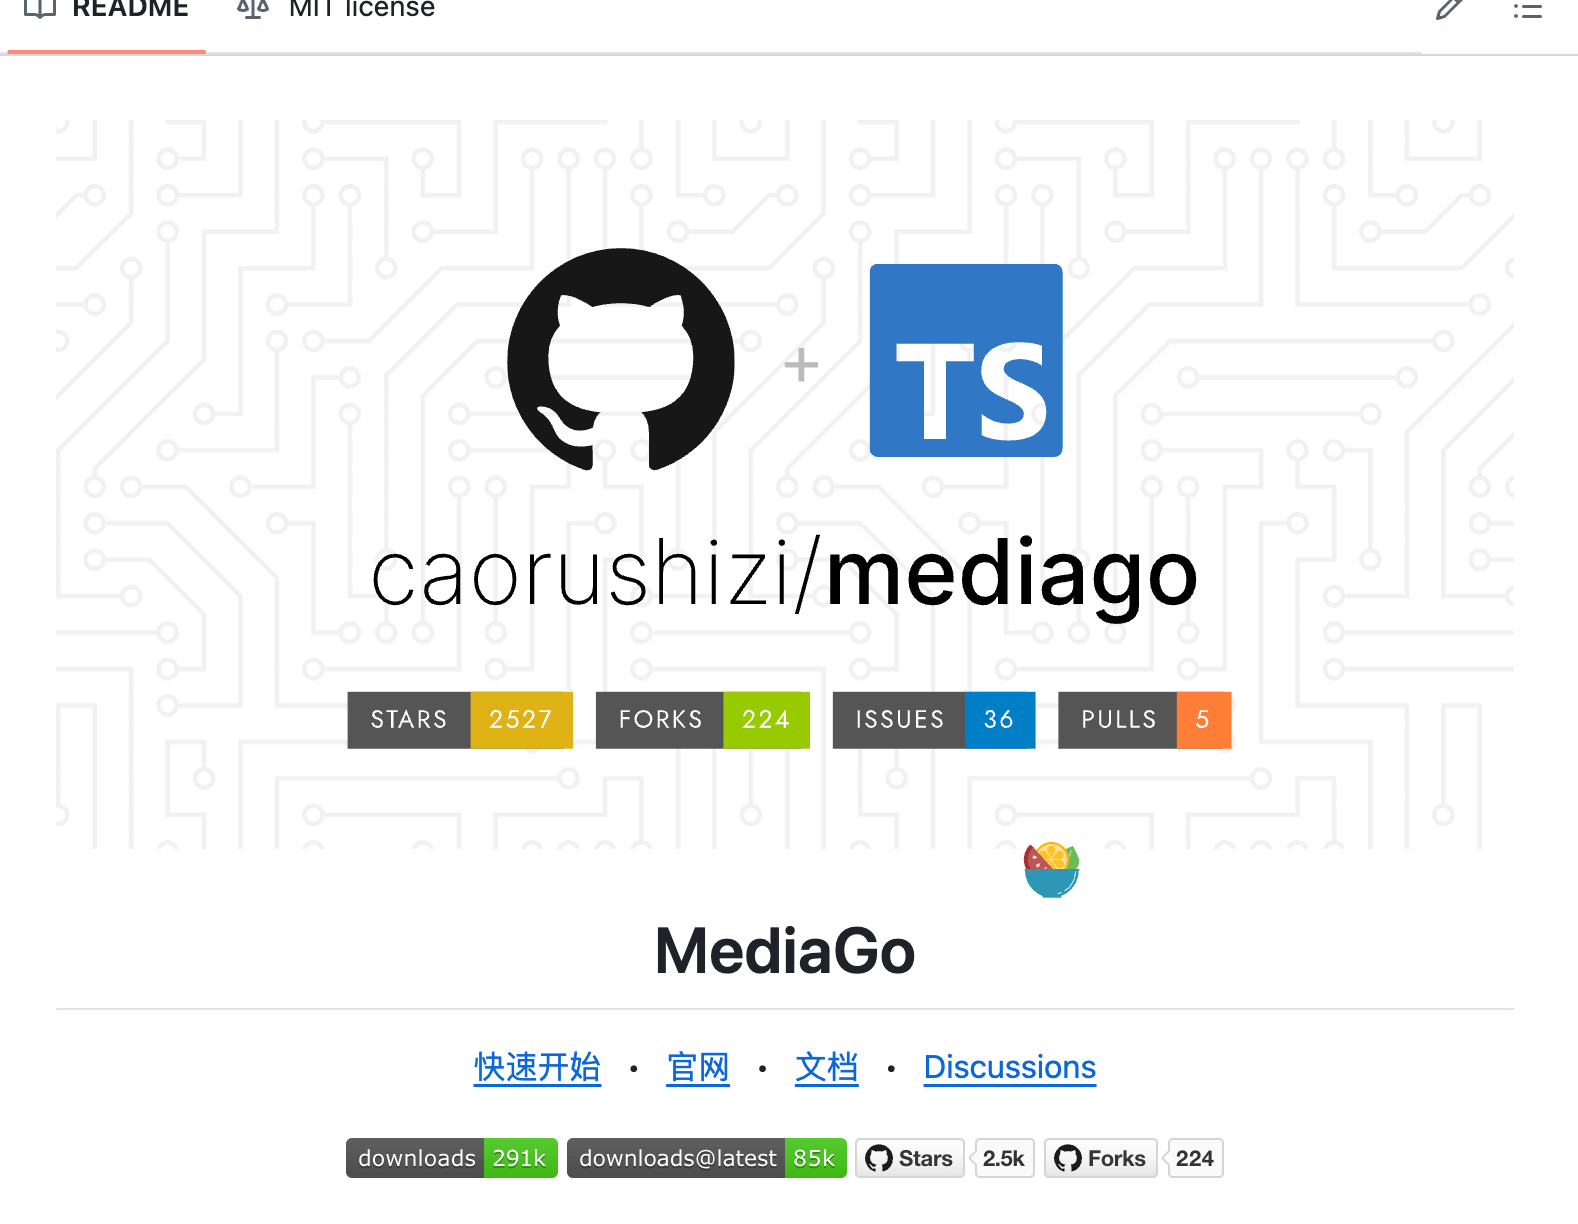 README MIT license
TS
caorushizi/mediago
STARS 2527 FORKS 224 ISSUES 36 PULLS 5
MediaGo
快速开始 • 官网 • 文档 • Discussions
downloads 291k downloads@latest 85k Stars 2.5k Forks 224